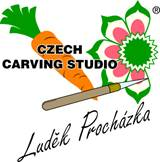 ®
CZECH
CARVING STUDIO
Luděk Procházka